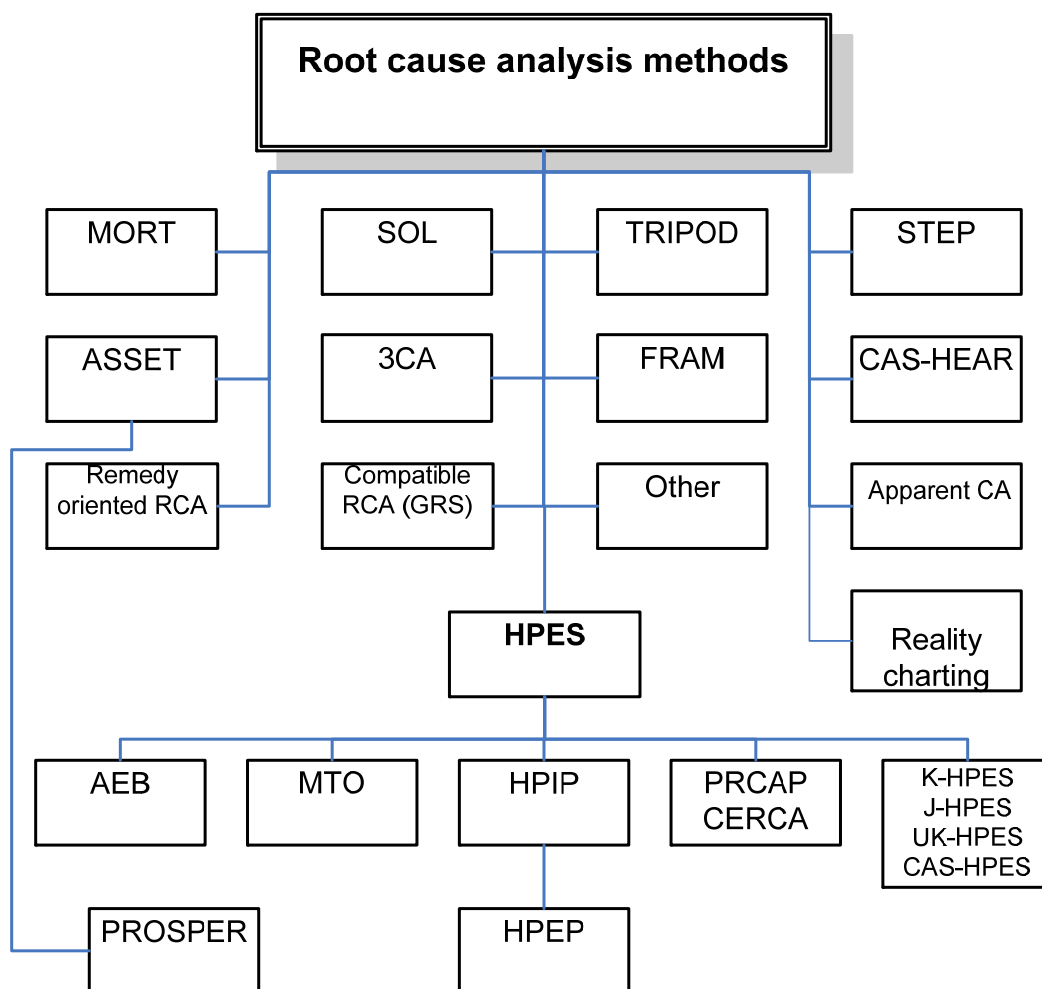 Root cause analysis methods
MORT
SOL
TRIPOD
STEP
ASSET
3CA
FRAM
CAS-HEAR
Remedy
oriented RCA
Compatible
RCA (GRS)
Other
Apparent CA
HPES
Reality
charting
AEB
MTO
HPIP
PRCAP
CERCA
K-HPES
J-HPES
UK-HPES
CAS-HPES
PROSPER
HPEP